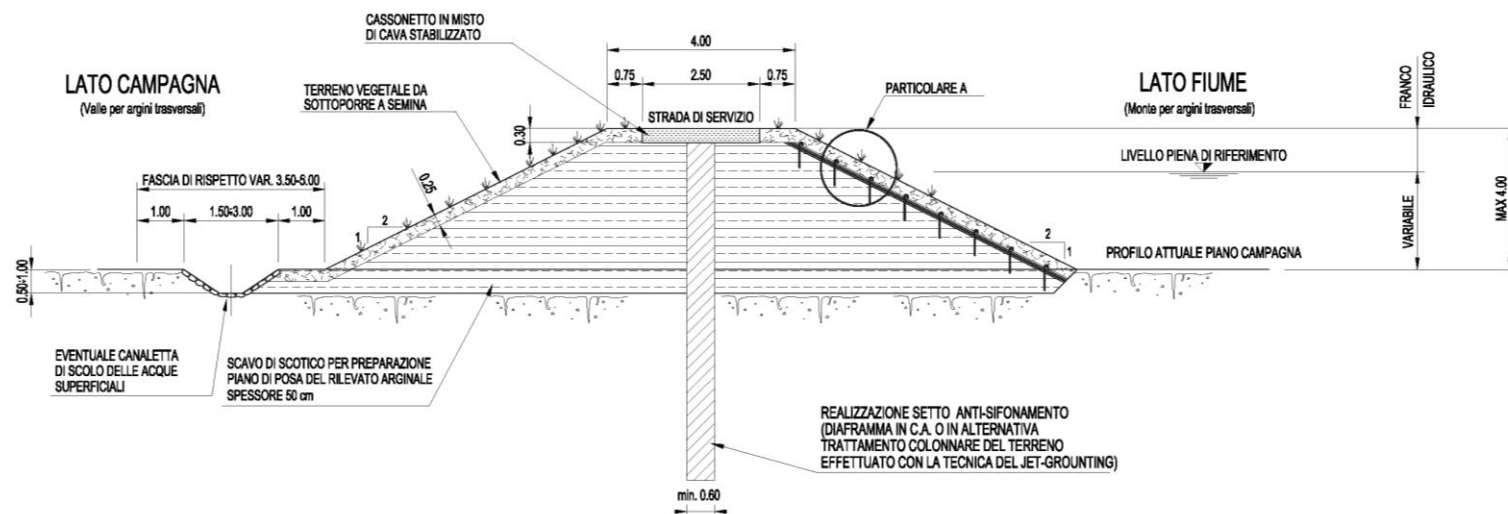 CASSONETTO IN MISTO
DI CAVA STABILIZZATO
4.00
0.75
2.50
0.75
LATO CAMPAGNA
(Valle per argini trasversali)
TERRENO VEGETALE DA
SOTTOPORRE A SEMINA
STRADA DI SERVIZIO
PARTICOLARE A
LATO FIUME
(Monte per argini trasversali)
FRANCO
IDRAULICO
0.30
LIVELLO PIENA DI RIFERIMENTO
FASCIA DI RISPETTO VAR. 3.50-5.00
1.00
1.50-3.00
1.00
0.25
2
1
2
1
VARIABILE
MAX 4.00
PROFILO ATTUALE PIANO CAMPAGNA
0.50-1.00
EVENTUALE CANALETTA
DI SCOLO DELLE ACQUE
SUPERFICIALI
SCAVO DI SCOTICO PER PREPARAZIONE
PIANO DI POSA DEL RILEVATO ARGINALE
SPESSORE 50 cm
REALIZZAZIONE SETTO ANTI-SIFONAMENTO
(DIAFRAMMA IN C.A. O IN ALTERNATIVA
TRATTAMENTO COLONNARE DEL TERRENO
EFFETTUATO CON LA TECNICA DEL JET-GROUNTING)
min. 0.60